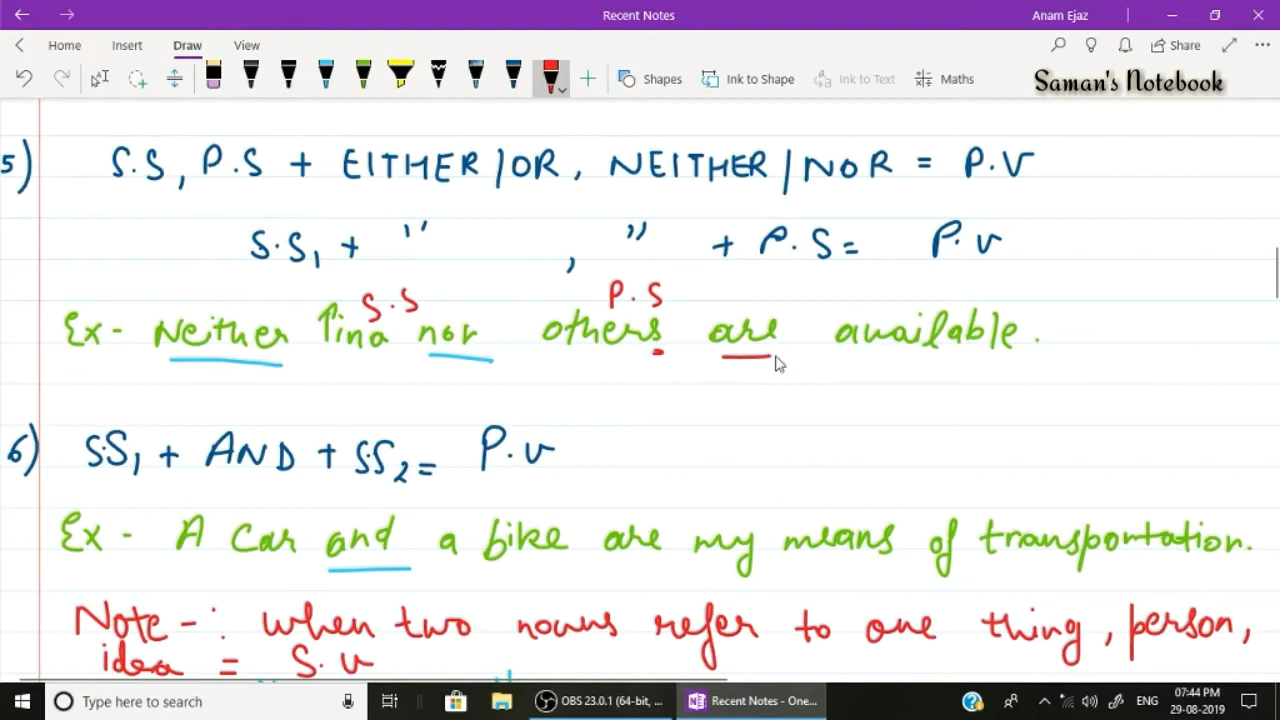 Recent Notes
Anam Ejaz
Home Insert Draw View
Share
Shapes Ink to Shape Ink to Text Maths
Saman's Notebook
5) S.S, P.S + EITHER/OR, NEITHER/NOR = P.V
S.S1 + " , " + P.S = P.V
S.S P.S
Ex- Neither Tina nor others are available.
6) S.S1 + AND + S.S2 = P.V
Ex - A Car and a bike are my means of transportation.
Note -: When two nouns refer to one thing, person,
idea = S.V
Type here to search
OBS 23.0.1 (64-bit, ...
Recent Notes - One...
ENG
07:44 PM
29-08-2019